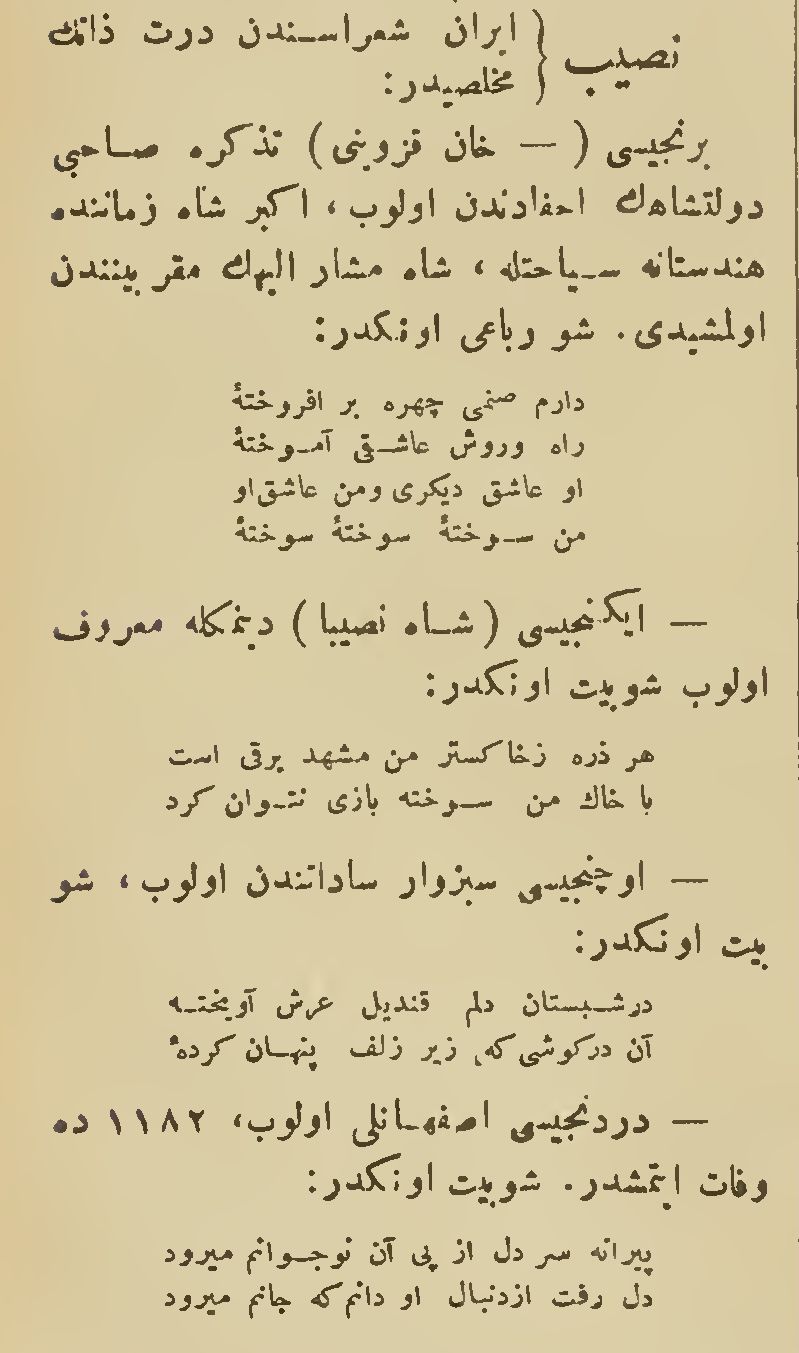 نصیب { ایران شعراسندن درت ذاتك
مخلصیدر:
برنجیسی (— خان قزوینی) تذکره صاحبی
دولتشاهك احفادندن اولوب، اکبر شاه زماننده
هندستانه سیاحتله، شاه مشار الیهك مقر بینندن
اولمشیدی. شو رباعی اونکدر:
دارم صنمی چهره بر افروختهٔ
راه وروش عاشقی آموختهٔ
او عاشق دیکری ومن عاشق او
من سوختهٔ سوختهٔ سوختهٔ
— ایکنجیسی (شاه نصیبا) دیمکله معروف
اولوب شو بیت اونکدر:
هر ذره زخاکستر من مشهد برقی است
با خاك من سوخته بازی نتوان کرد
— اوچنجیسی سبزوار ساداتندن اولوب، شو
بیت اونکدر:
درشبستان دلم قندیل عرش آویخته
آن درکوشی که زیر زلف پنهان کردهٔ
— دردنجیسی اصفهانلی اولوب، ۱۱۸۲ ده
وفات ایتمشدر. شو بیت اونکدر:
پیرانه سر دل از پی آن نوجوانم میرود
دل رفت ازدنبال او دانم که جانم میرود